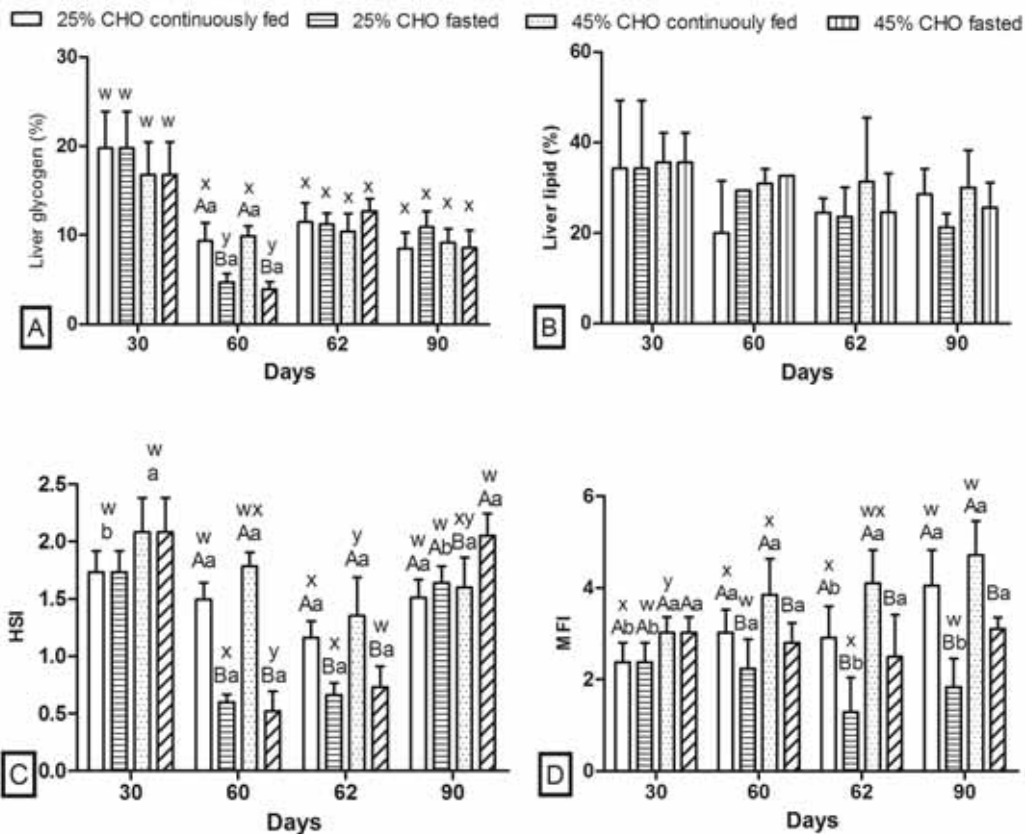 25% CHO continuously fed 25% CHO fasted 45% CHO continuouly fed 45% CHO fasted
30
20
10
0
Liver glycogen (%)
w w w w
x Aa
y Ba
x Aa
y Ba
x x x x
x x x x
A
30 60 62 90
Days
60
40
20
0
Liver lipid (%)
B
30 60 62 90
Days
2.5
2.0
1.5
1.0
0.5
0.0
HSI
w b
w a
w Aa
x Ba
wx Aa
y Ba
x Aa
x Ba
y Aa
w Ba
w Aa
w Ab
xy Ba
w Aa
C
30 60 62 90
Days
6
4
2
0
MFI
x Ab
w Ab
y Aa
Aa
x Aa
w Ba
x Aa
Ba
x Ab
x Bb
wx Aa
Ba
w Aa
w Bb
w Aa
Ba
D
30 60 62 90
Days